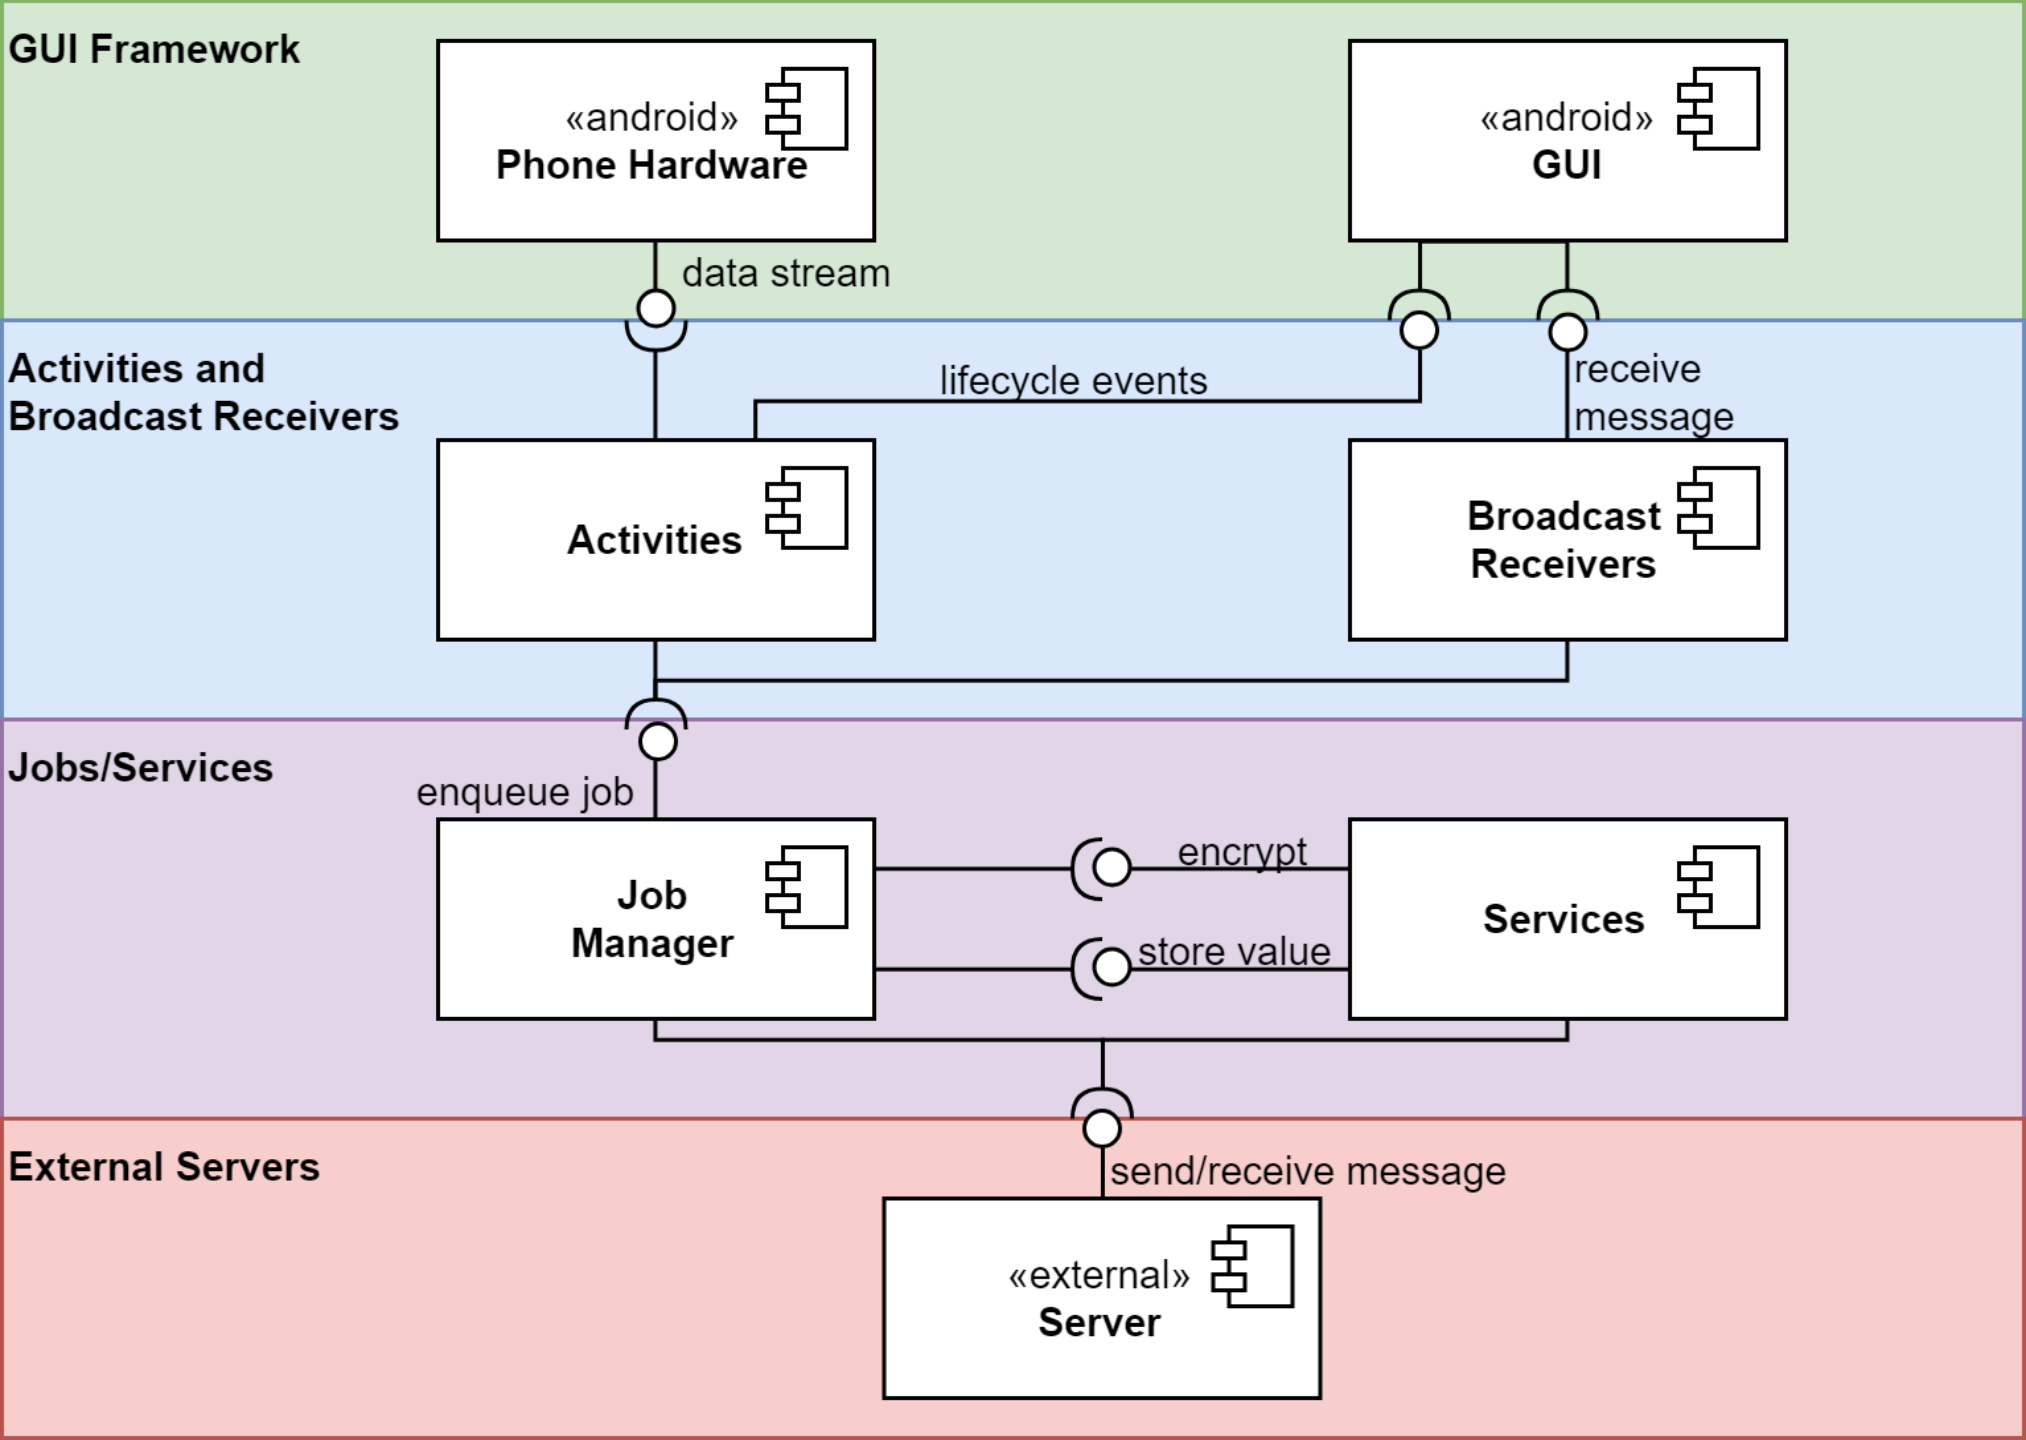 GUI Framework
«android»
Phone Hardware
«android»
GUI
data stream
Activities and
Broadcast Receivers
lifecycle events
receive
message
Activities
Broadcast
Receivers
Jobs/Services
enqueue job
Job
Manager
encrypt
store value
Services
External Servers
send/receive message
«external»
Server